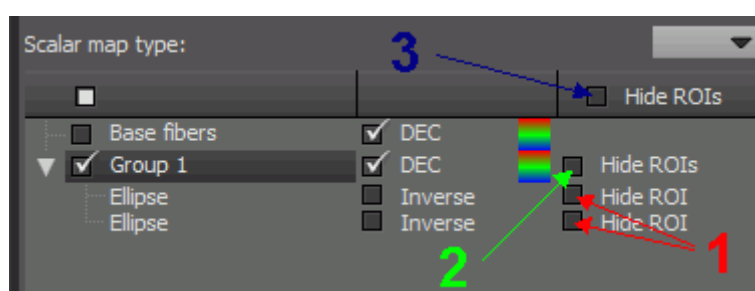 Scalar map type:
3
Hide ROIs
Base fibers DEC
Group 1 DEC Hide ROIs
Ellipse Inverse Hide ROI
Ellipse Inverse Hide ROI
2 1